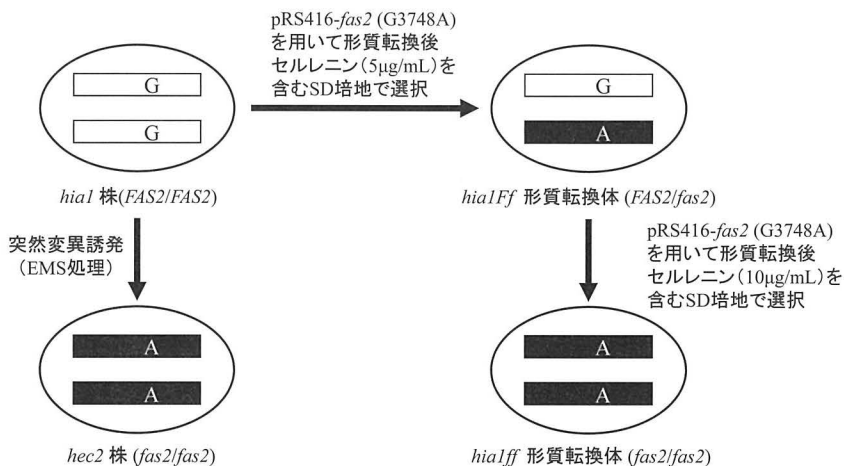 pRS416-fas2 (G3748A)
を用いて形質転換後
セルレニン(5μg/mL)を
含むSD培地で選択
G
G
G
A
hia1 株(FAS2/FAS2)
hia1Ff 形質転換体 (FAS2/fas2)
突然変異誘発
(EMS処理)
pRS416-fas2 (G3748A)
を用いて形質転換後
セルレニン(10μg/mL)を
含むSD培地で選択
A
A
A
A
hec2 株 (fas2/fas2)
hia1ff 形質転換体 (fas2/fas2)